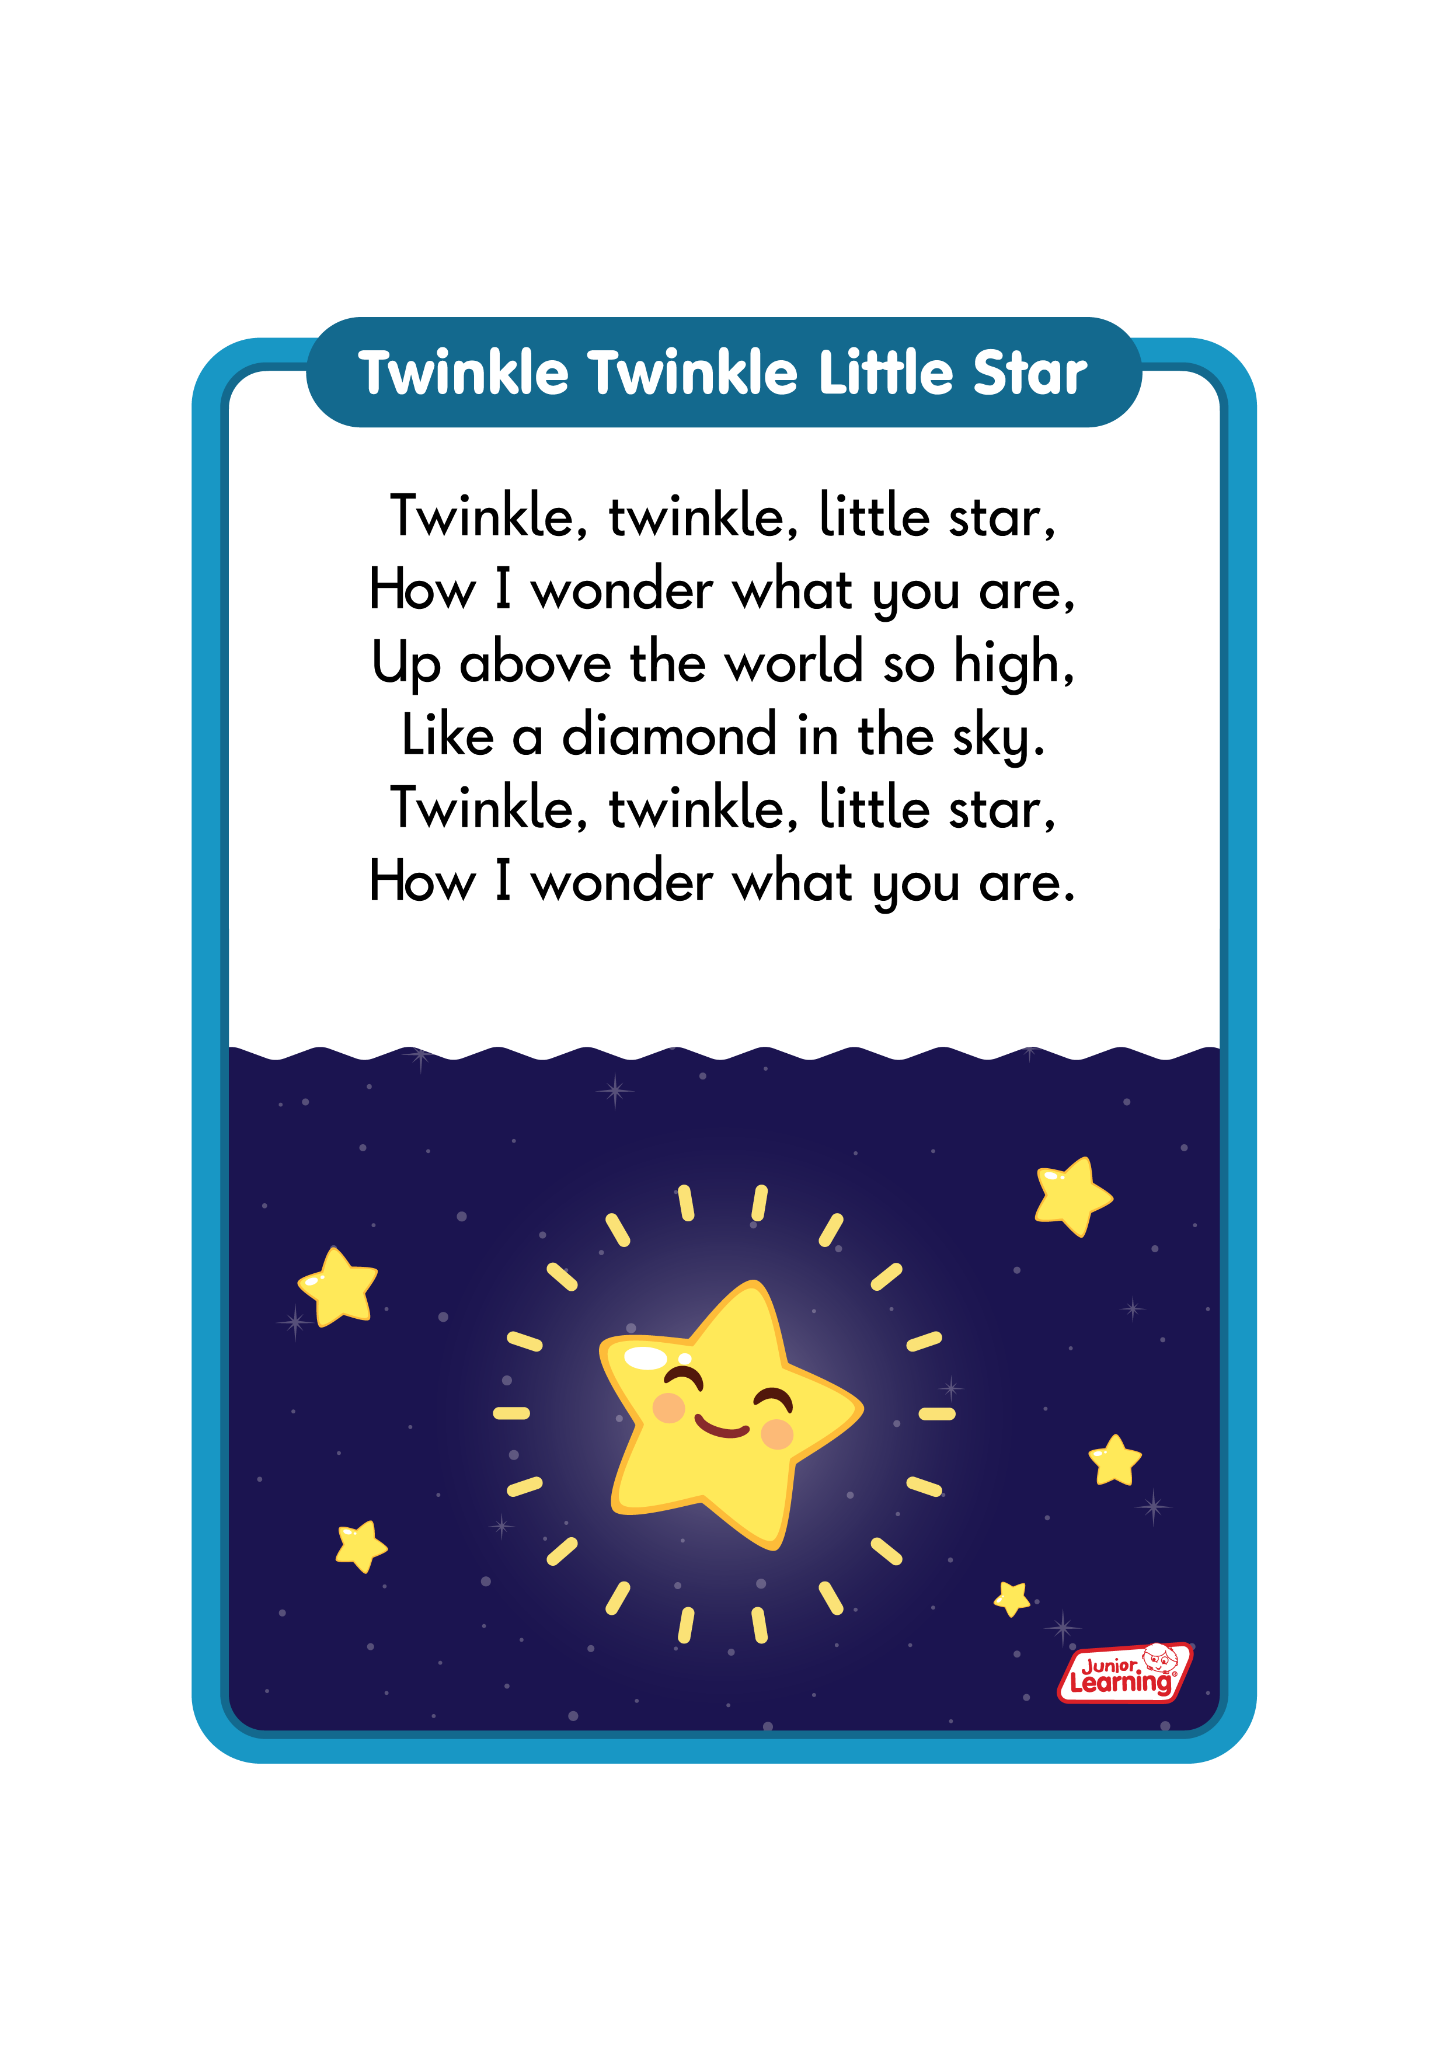 Twinkle Twinkle Little Star
Twinkle, twinkle, little star,
How I wonder what you are,
Up above the world so high,
Like a diamond in the sky.
Twinkle, twinkle, little star,
How I wonder what you are.
Junior
Learning®